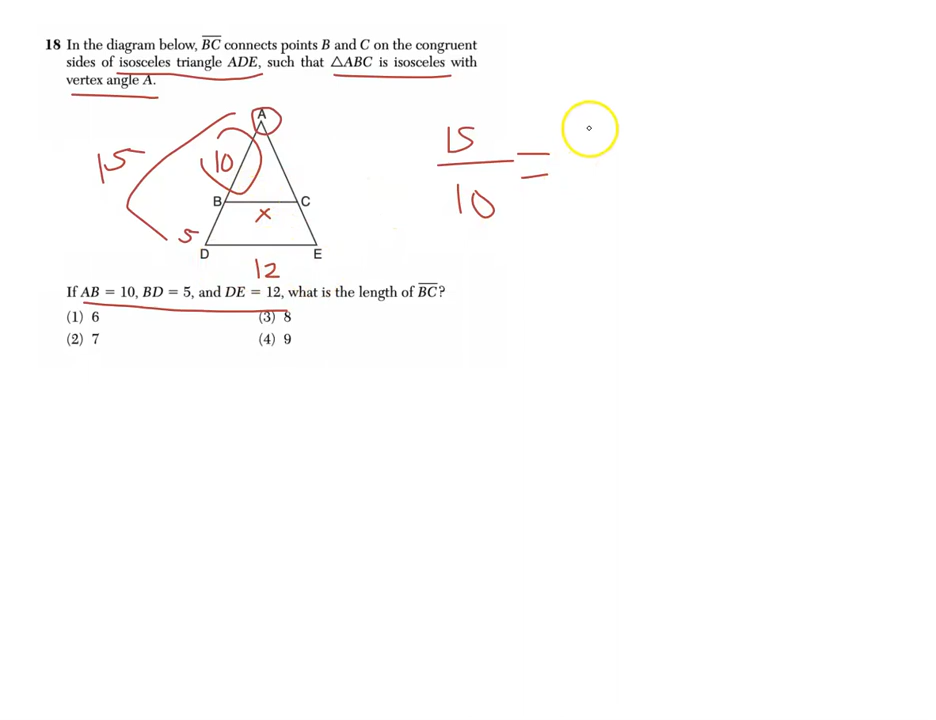 18 In the diagram below, BC connects points B and C on the congruent
sides of isosceles triangle ADE, such that △ABC is isosceles with
vertex angle A.
A
15
10
15
=
10
B
C
x
5
D
E
12
If AB = 10, BD = 5, and DE = 12, what is the length of BC?
(1) 6
(3) 8
(2) 7
(4) 9